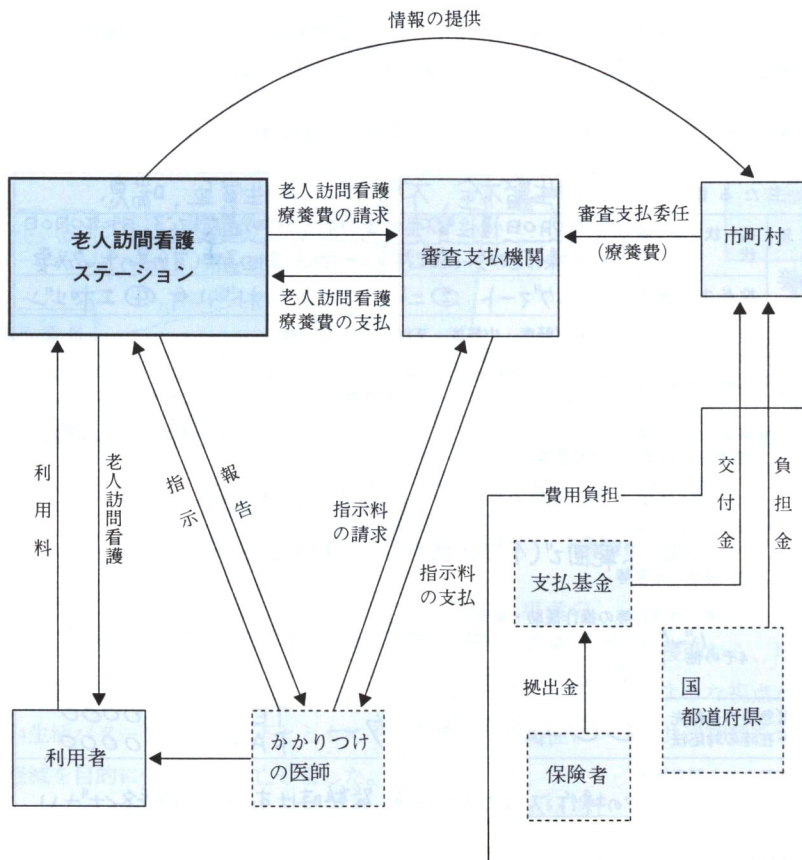 情報の提供
老人訪問看護
ステーション
老人訪問看護
療養費の請求
老人訪問看護
療養費の支払
審査支払機関
審査支払委任
(療養費)
市町村
利用料
老人訪問看護
指示
報告
指示料
の請求
指示料
の支払
費用負担
交付金
負担金
支払基金
拠出金
保険者
国
都道府県
利用者
かかりつけ
の医師